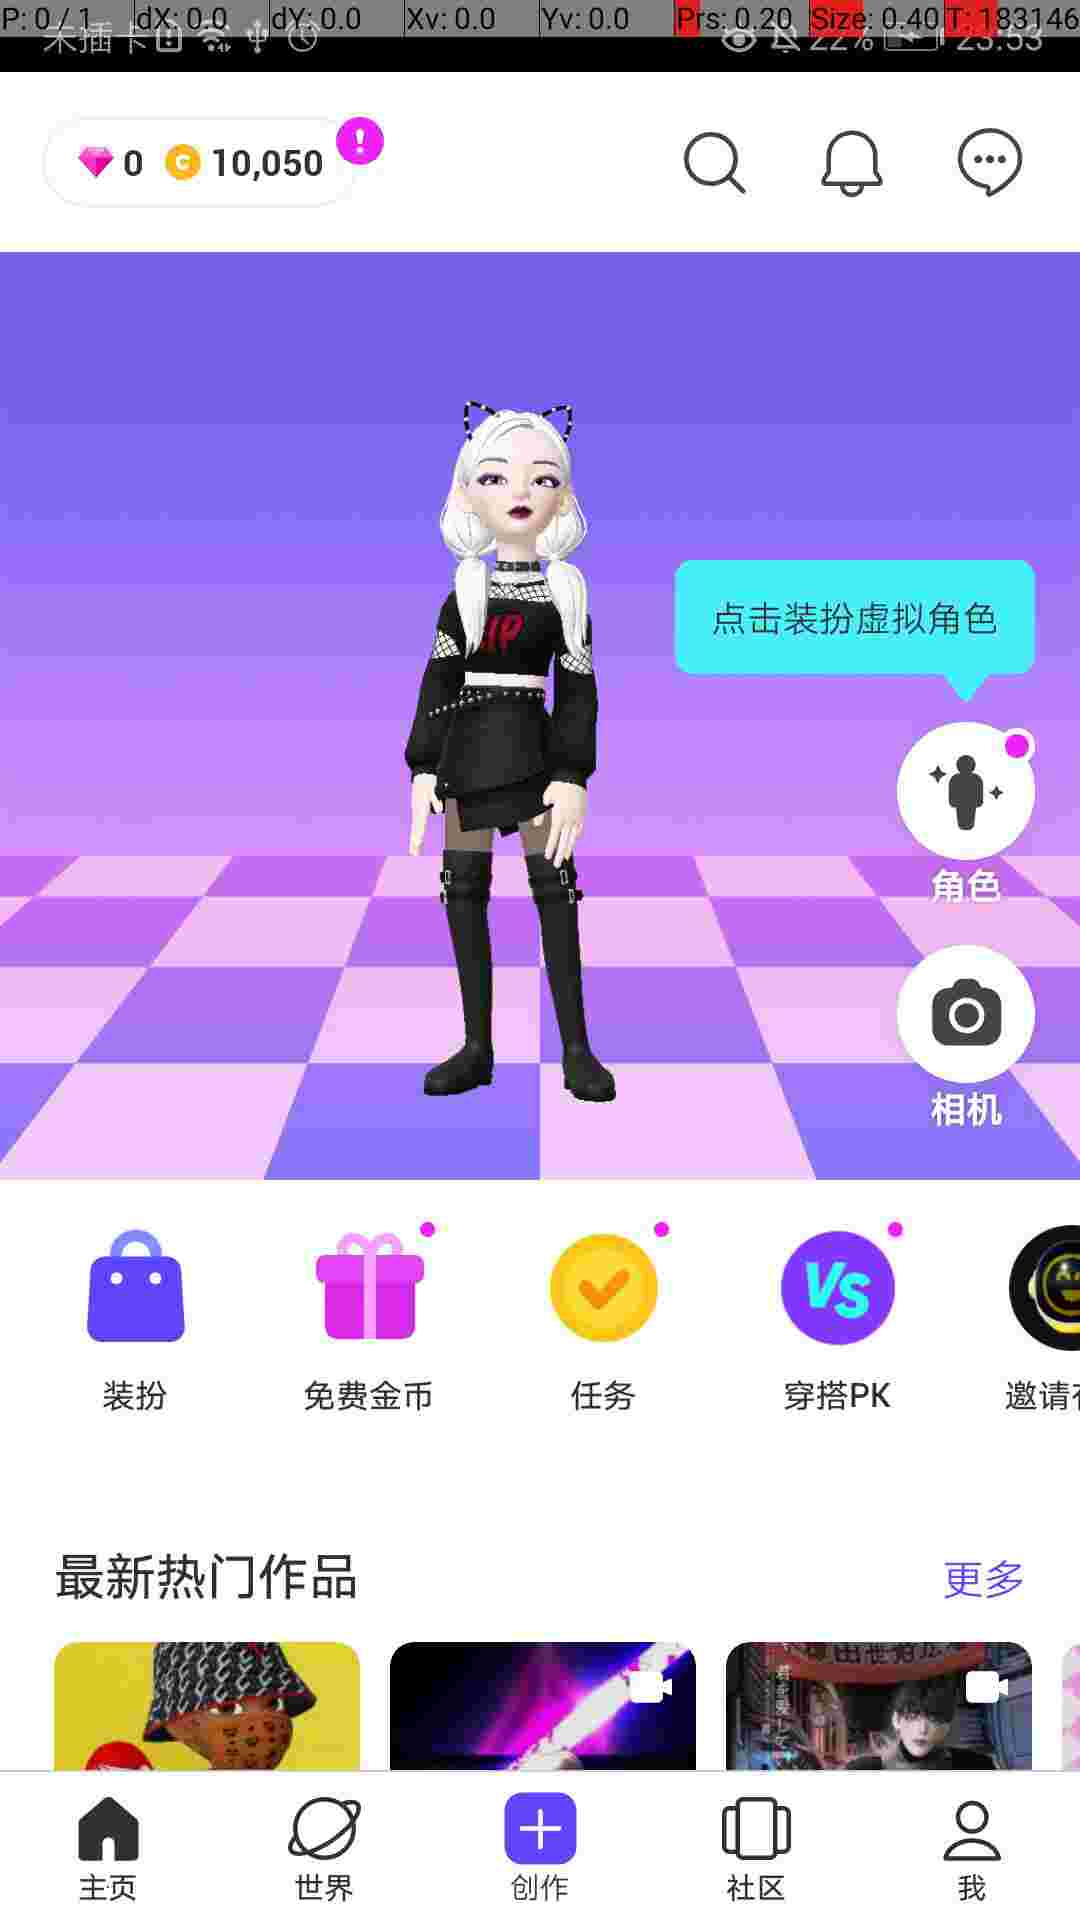 P: 0 / 1 dX: 0.0 dY: 0.0 Xv: 0.0 Yv: 0.0 Prs: 0.20 Size: 0.40 T: 183146
未插卡 22% 23:53
0 10,050
RIP
点击装扮虚拟角色
角色
相机
装扮 免费金币 任务 穿搭PK 邀请
VS
最新热门作品 更多
主页 世界 创作 社区 我